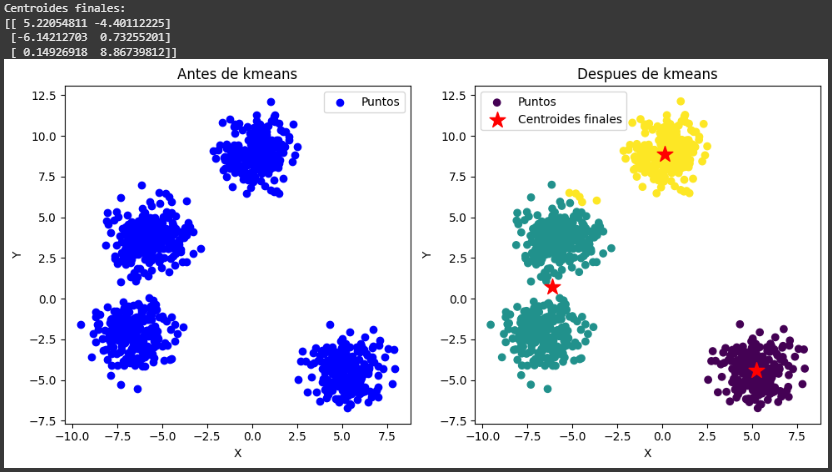 Centroides finales:
[[ 5.22054811 -4.40112225]
 [-6.14212703  0.73255201]
 [ 0.14926918  8.86739812]]
Antes de kmeans
Puntos
12.5
10.0
7.5
5.0
2.5
0.0
−2.5
−5.0
−7.5
Y
−10.0 −7.5 −5.0 −2.5 0.0 2.5 5.0 7.5
X
Despues de kmeans
Puntos
Centroides finales
12.5
10.0
7.5
5.0
2.5
0.0
−2.5
−5.0
−7.5
Y
−10.0 −7.5 −5.0 −2.5 0.0 2.5 5.0 7.5
X